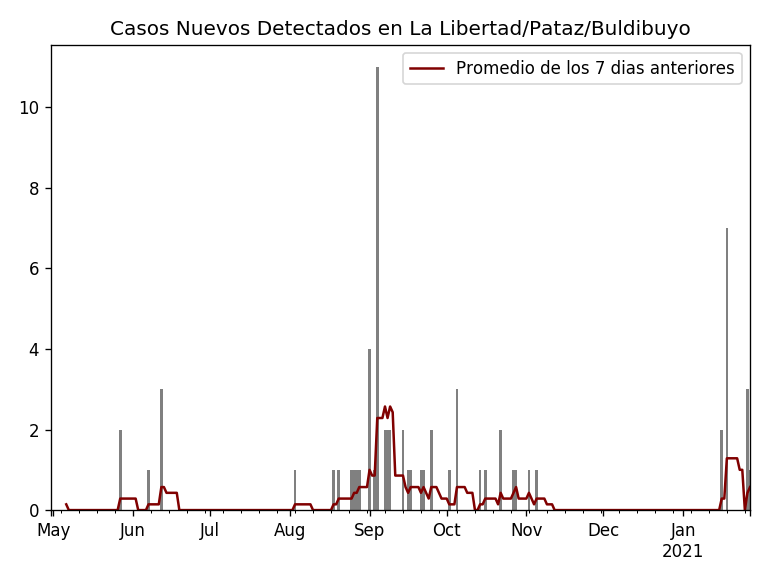 Casos Nuevos Detectados en La Libertad/Pataz/Buldibuyo
Promedio de los 7 dias anteriores
10
8
6
4
2
0
May Jun Jul Aug Sep Oct Nov Dec Jan
2021